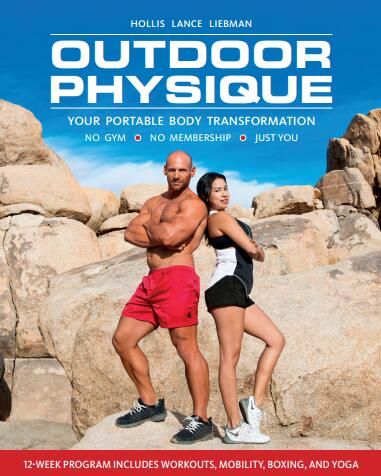 HOLLIS LANCE LIEBMAN
OUTDOOR
PHYSIQUE
YOUR PORTABLE BODY TRANSFORMATION
NO GYM • NO MEMBERSHIP • JUST YOU
12-WEEK PROGRAM INCLUDES WORKOUTS, MOBILITY, BOXING, AND YOGA